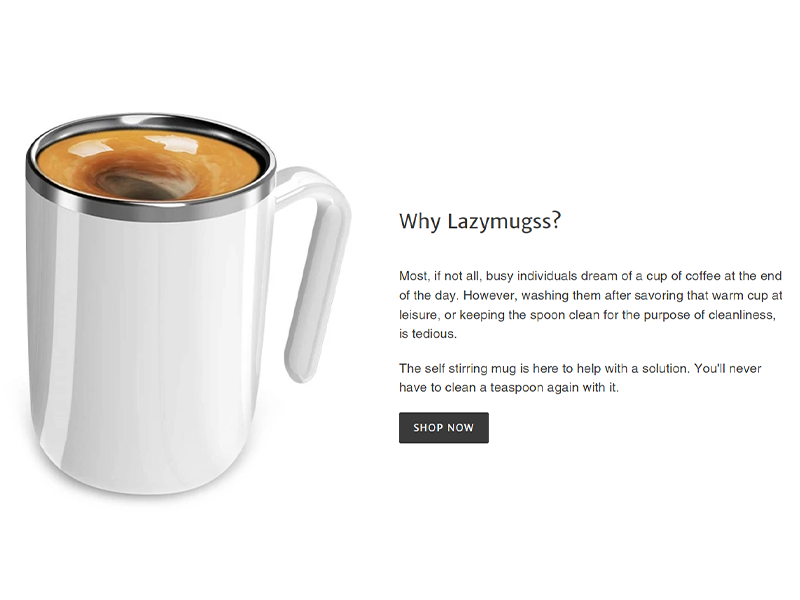 Why Lazymugss?
Most, if not all, busy individuals dream of a cup of coffee at the end
of the day. However, washing them after savoring that warm cup at
leisure, or keeping the spoon clean for the purpose of cleanliness,
is tedious.
The self stirring mug is here to help with a solution. You'll never
have to clean a teaspoon again with it.
SHOP NOW